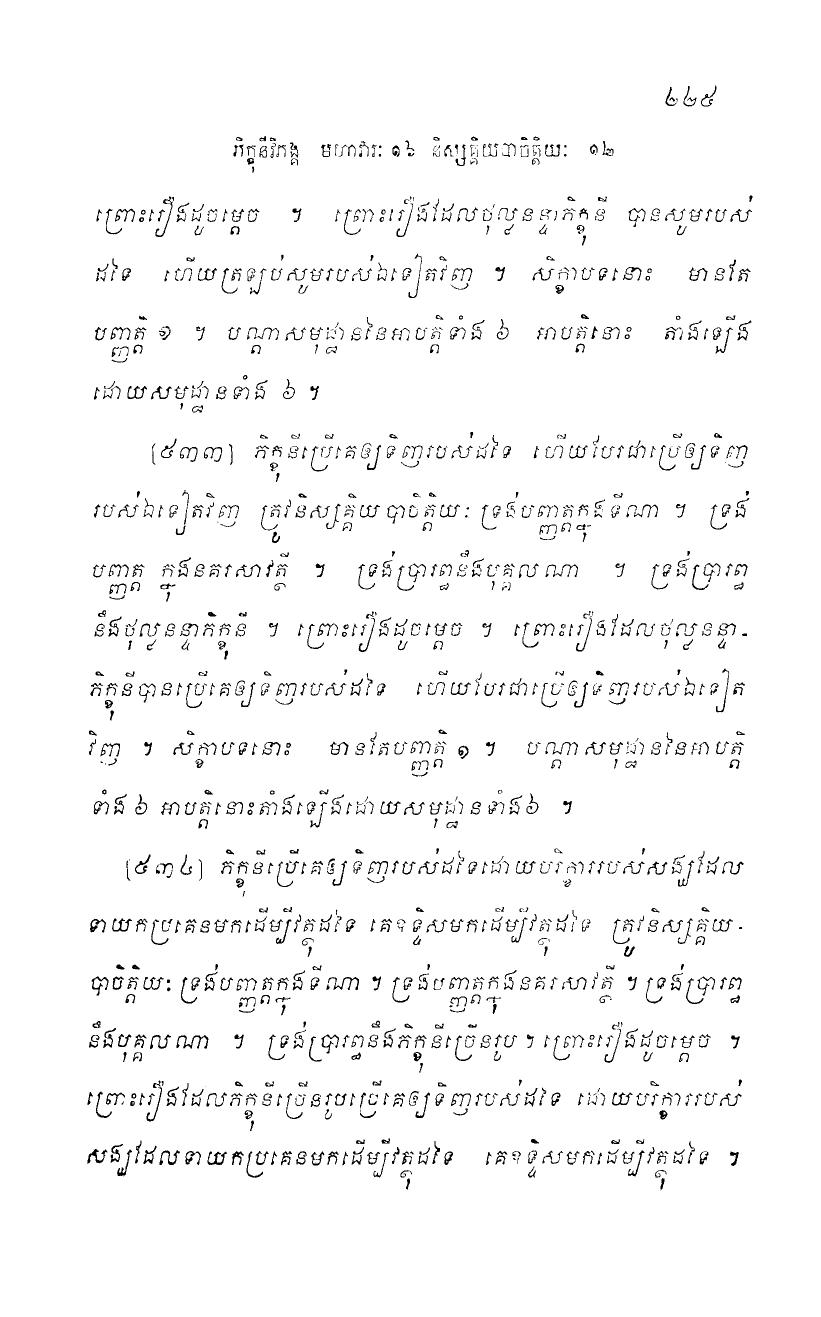 ២២៥
ភិក្ខុនីវិភង្គ មហាវារៈ ១៦ និស្សគ្គិយបាចិត្តិយៈ ១២
ព្រោះរឿងដូចម្ដេច ។ ព្រោះរឿងដែលថុល្លនន្ទាភិក្ខុនី បានសូមរបស់
ដទៃ ហើយត្រឡប់សូមរបស់ឯទៀតវិញ ។ សិក្ខាបទនោះ មានតែ
បញ្ញត្តិ ១ ។ បណ្ដាសមុដ្ឋាននៃអាបត្តិទាំង ៦ អាបត្តិនោះ តាំងឡើង
ដោយសមុដ្ឋានទាំង ៦ ។
[៥៣៣] ភិក្ខុនីប្រើគេឲ្យទិញរបស់ដទៃ ហើយបែរជាប្រើឲ្យទិញ
របស់ឯទៀតវិញ ត្រូវនិស្សគ្គិយបាចិត្តិយៈ ទ្រង់បញ្ញត្តក្នុងទីណា ។ ទ្រង់
បញ្ញត្ត ក្នុងនគរសាវត្ថី ។ ទ្រង់ប្រារព្ធនឹងបុគ្គលណា ។ ទ្រង់ប្រារព្ធ
នឹងថុល្លនន្ទាភិក្ខុនី ។ ព្រោះរឿងដូចម្ដេច ។ ព្រោះរឿងដែលថុល្លនន្ទា-
ភិក្ខុនីបានប្រើគេឲ្យទិញរបស់ដទៃ ហើយបែរជាប្រើឲ្យទិញរបស់ឯទៀត
វិញ ។ សិក្ខាបទនោះ មានតែបញ្ញត្តិ ១ ។ បណ្ដាសមុដ្ឋាននៃអាបត្តិ
ទាំង ៦ អាបត្តិនោះតាំងឡើងដោយសមុដ្ឋានទាំង៦ ។
[៥៣៤] ភិក្ខុនីប្រើគេឲ្យទិញរបស់ដទៃដោយបរិក្ខាររបស់សង្ឃដែល
ទាយកប្រគេនមកដើម្បីវត្ថុដទៃ គេឧទ្ទិសមកដើម្បីវត្ថុដទៃ ត្រូវនិស្សគ្គិយ-
បាចិត្តិយៈ ទ្រង់បញ្ញត្តក្នុងទីណា ។ ទ្រង់បញ្ញត្តក្នុងនគរសាវត្ថី ។ ទ្រង់ប្រារព្ធ
នឹងបុគ្គលណា ។ ទ្រង់ប្រារព្ធនឹងភិក្ខុនីច្រើនរូប ។ ព្រោះរឿងដូចម្ដេច ។
ព្រោះរឿងដែលភិក្ខុនីច្រើនរូបប្រើគេឲ្យទិញរបស់ដទៃ ដោយបរិក្ខាររបស់
សង្ឃដែលទាយកប្រគេនមកដើម្បីវត្ថុដទៃ គេឧទ្ទិសមកដើម្បីវត្ថុដទៃ ។